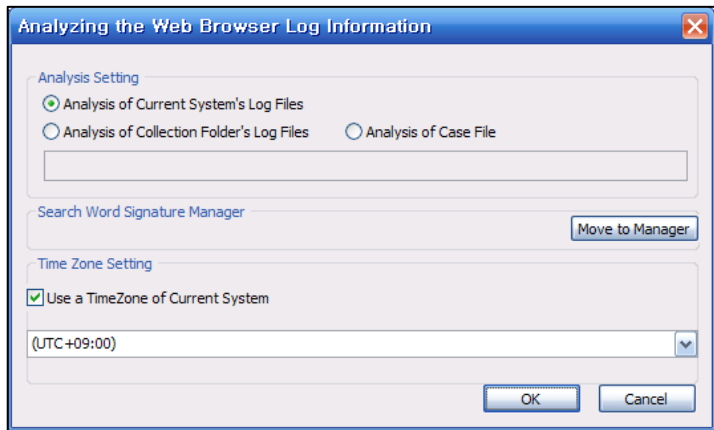 Analyzing the Web Browser Log Information
Analysis Setting
Analysis of Current System's Log Files
Analysis of Collection Folder's Log Files Analysis of Case File
Search Word Signature Manager
Move to Manager
Time Zone Setting
Use a TimeZone of Current System
(UTC+09:00)
OK Cancel